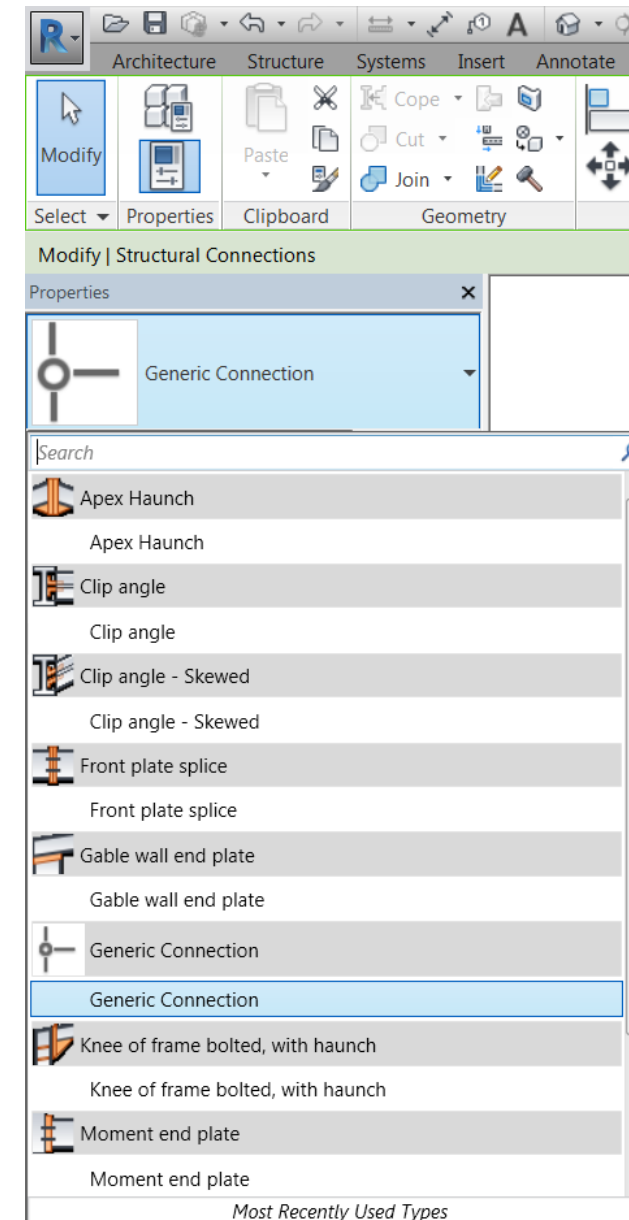 R
A
Architecture Structure Systems Insert Annotate
Modify
Cope
Cut
Paste
Join
Select Properties Clipboard Geometry
Modify | Structural Connections
Properties
Generic Connection
Search
Apex Haunch
Apex Haunch
Clip angle
Clip angle
Clip angle - Skewed
Clip angle - Skewed
Front plate splice
Front plate splice
Gable wall end plate
Gable wall end plate
Generic Connection
Generic Connection
Knee of frame bolted, with haunch
Knee of frame bolted, with haunch
Moment end plate
Moment end plate
Most Recently Used Types